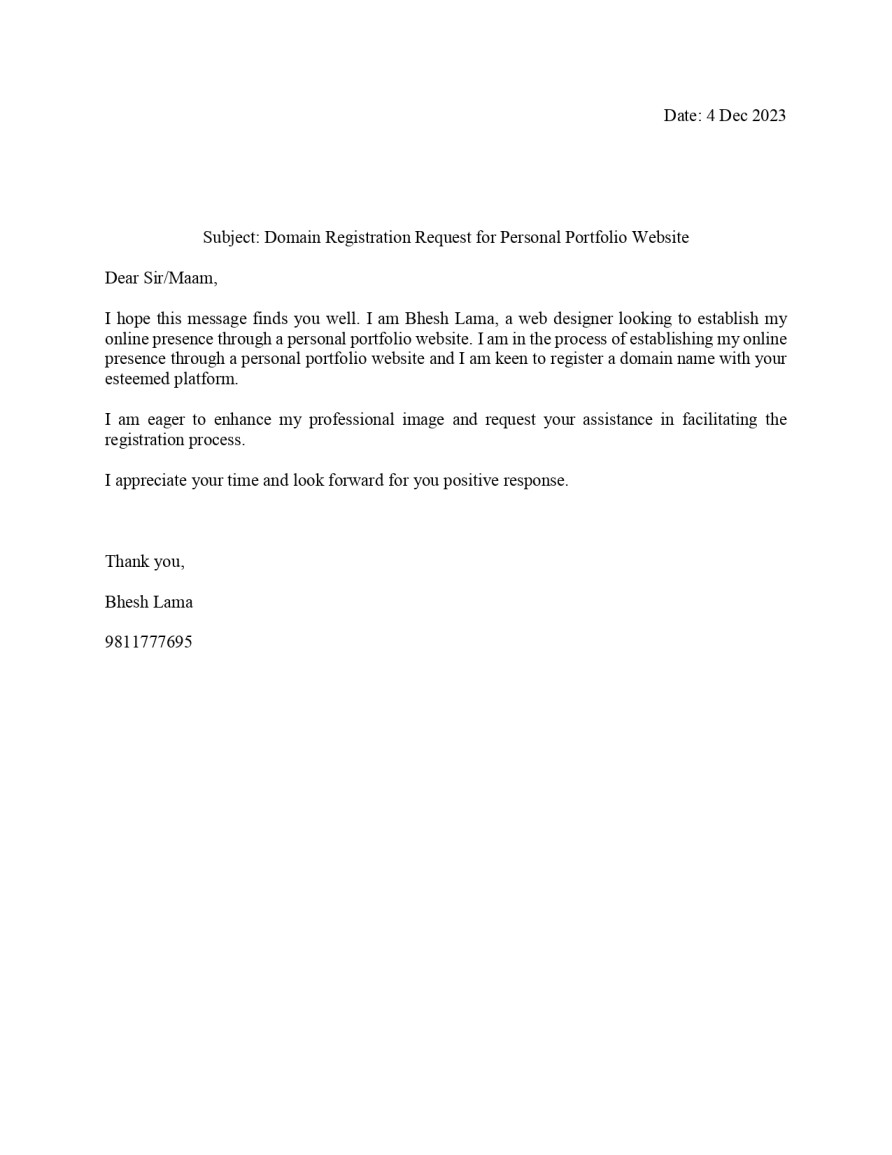 Date: 4 Dec 2023
Subject: Domain Registration Request for Personal Portfolio Website
Dear Sir/Maam,
I hope this message finds you well. I am Bhesh Lama, a web designer looking to establish my
online presence through a personal portfolio website. I am in the process of establishing my online
presence through a personal portfolio website and I am keen to register a domain name with your
esteemed platform.
I am eager to enhance my professional image and request your assistance in facilitating the
registration process.
I appreciate your time and look forward for you positive response.
Thank you,
Bhesh Lama
9811777695